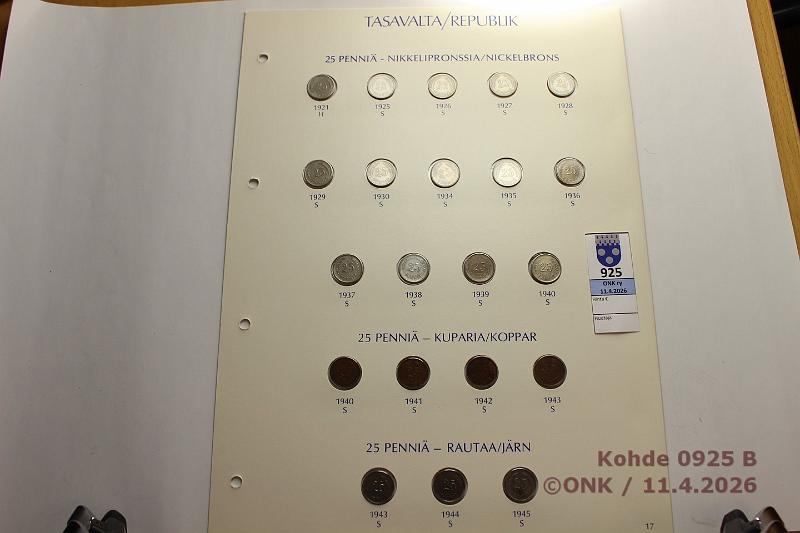 TASAVALTA/REPUBLIK
25 PENNIÄ - NIKKELIPRONSSIA/NICKELBRONS
1921 1925 1926 1927 1928
H S S S S
1929 1930 1934 1935 1936
S S S S S
925
ONK ry
11.4.2026
Hinta €
1937 1938 1939 1940
S S S S
25 PENNIÄ – KUPARIA/KOPPAR
1940 1941 1942 1943
S S S S
25 PENNIÄ – RAUTAA/JÄRN
1943 1944 1945
S S S
17
Kohde 0925 B
©ONK / 11.4.2026